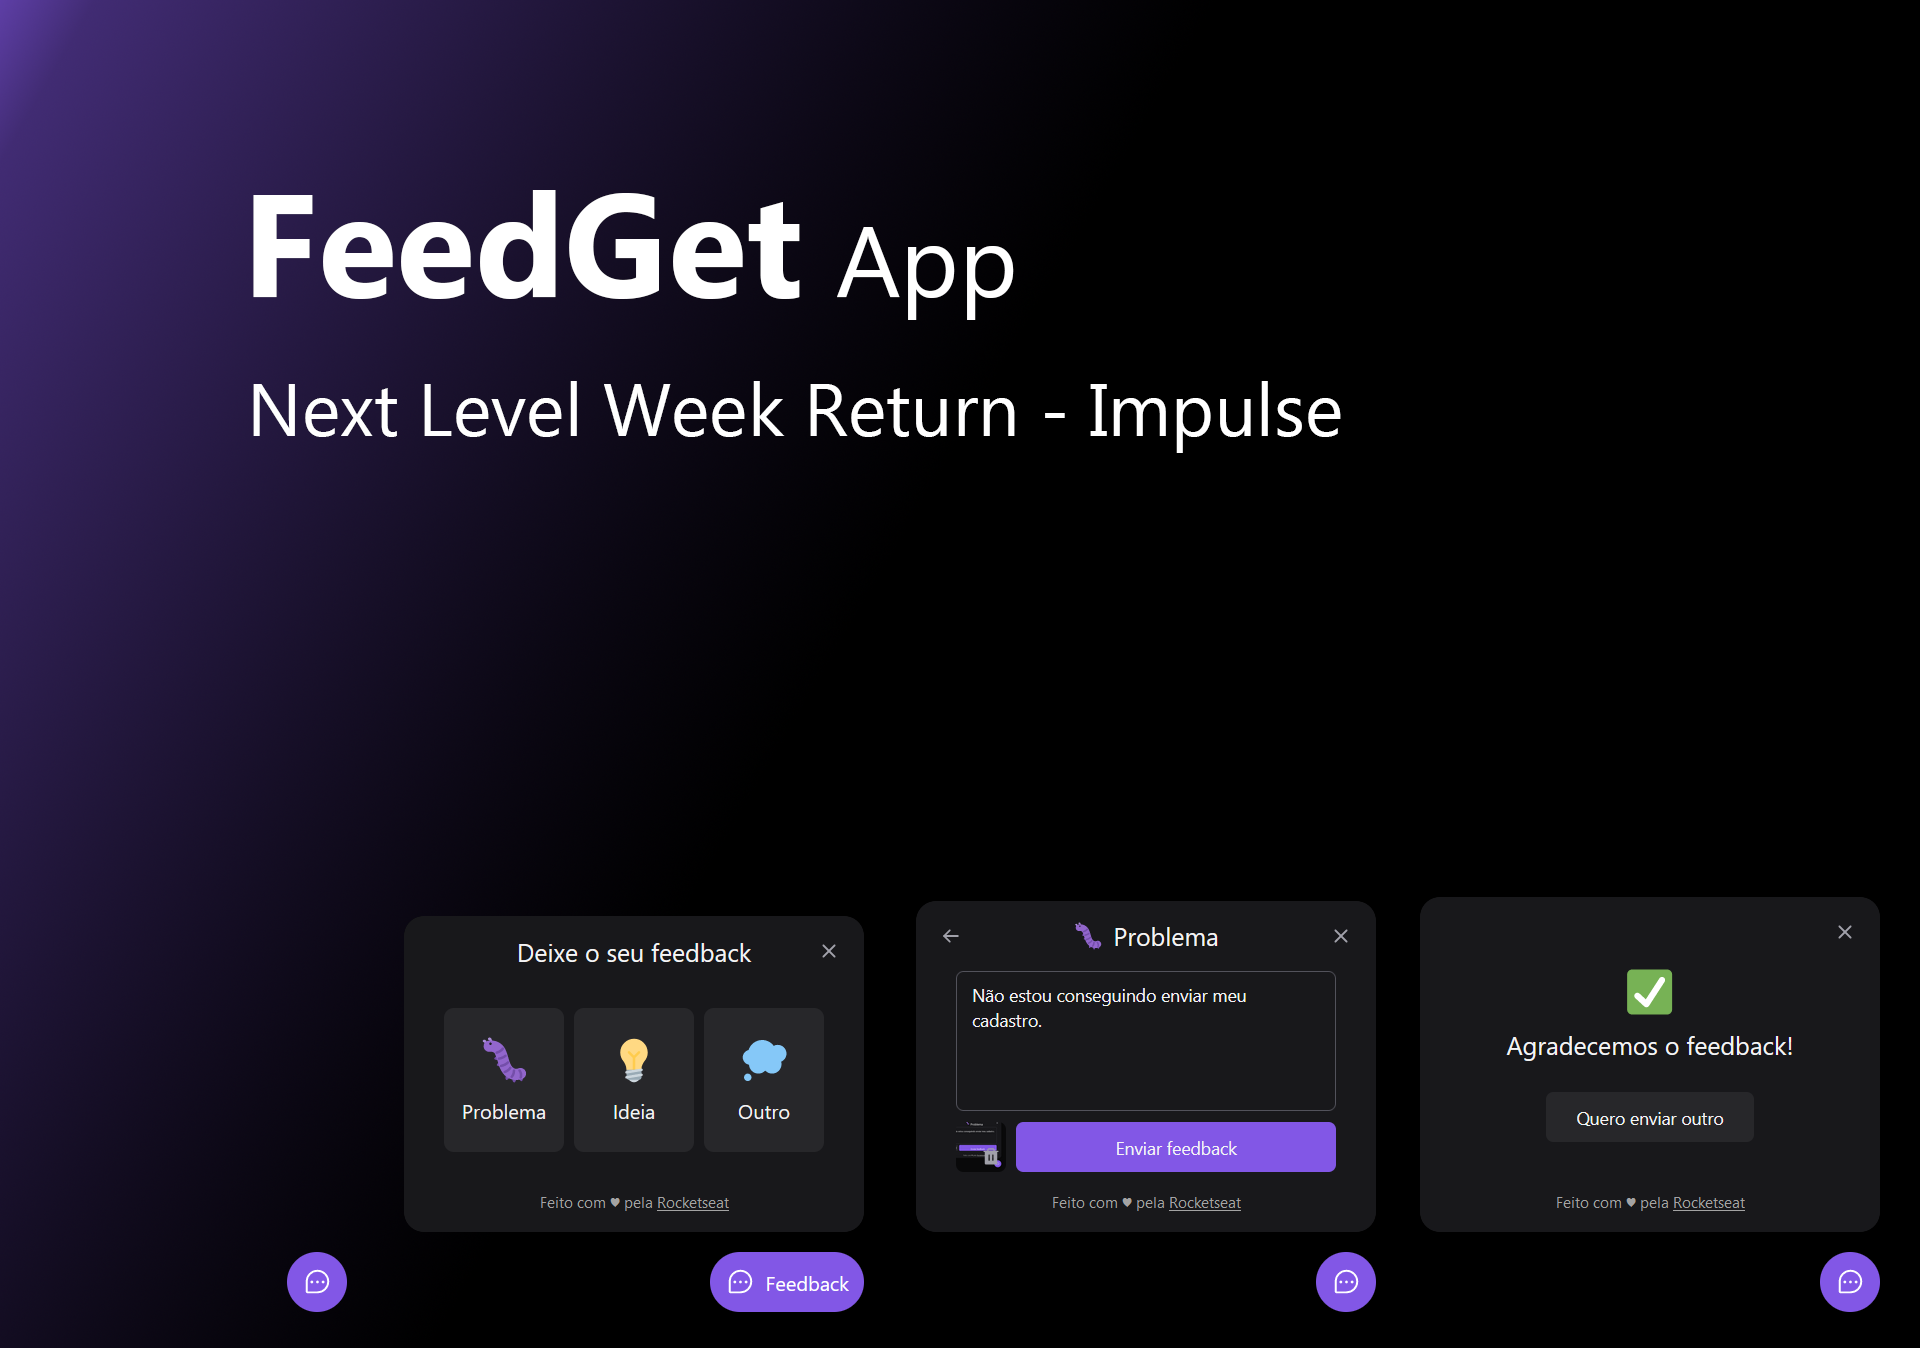 FeedGet App
Next Level Week Return - Impulse
Deixe o seu feedback
Problema
Ideia
Outro
Feito com ♥ pela Rocketseat
Feedback
Problema
Não estou conseguindo enviar meu
cadastro.
Enviar feedback
Feito com ♥ pela Rocketseat
Agradecemos o feedback!
Quero enviar outro
Feito com ♥ pela Rocketseat